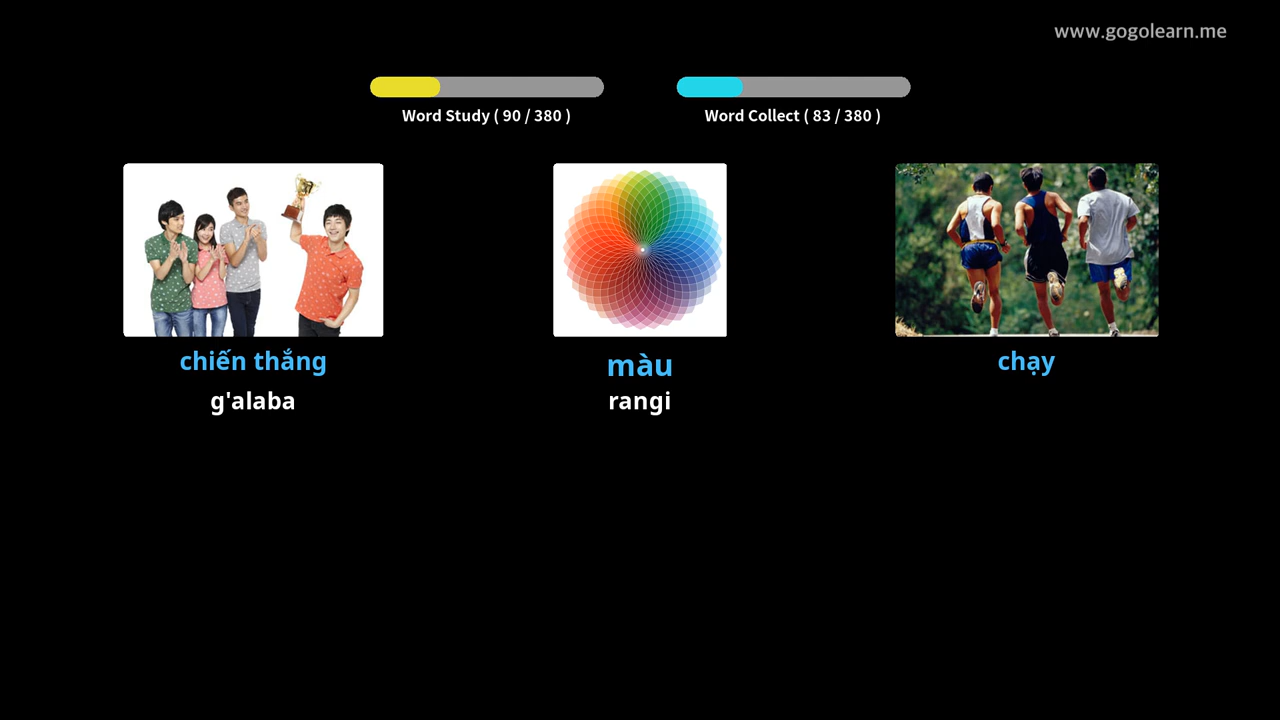 www.gogolearn.me
Word Study ( 90 / 380 )
Word Collect ( 83 / 380 )
chiến thắng
g'alaba
màu
rangi
chạy